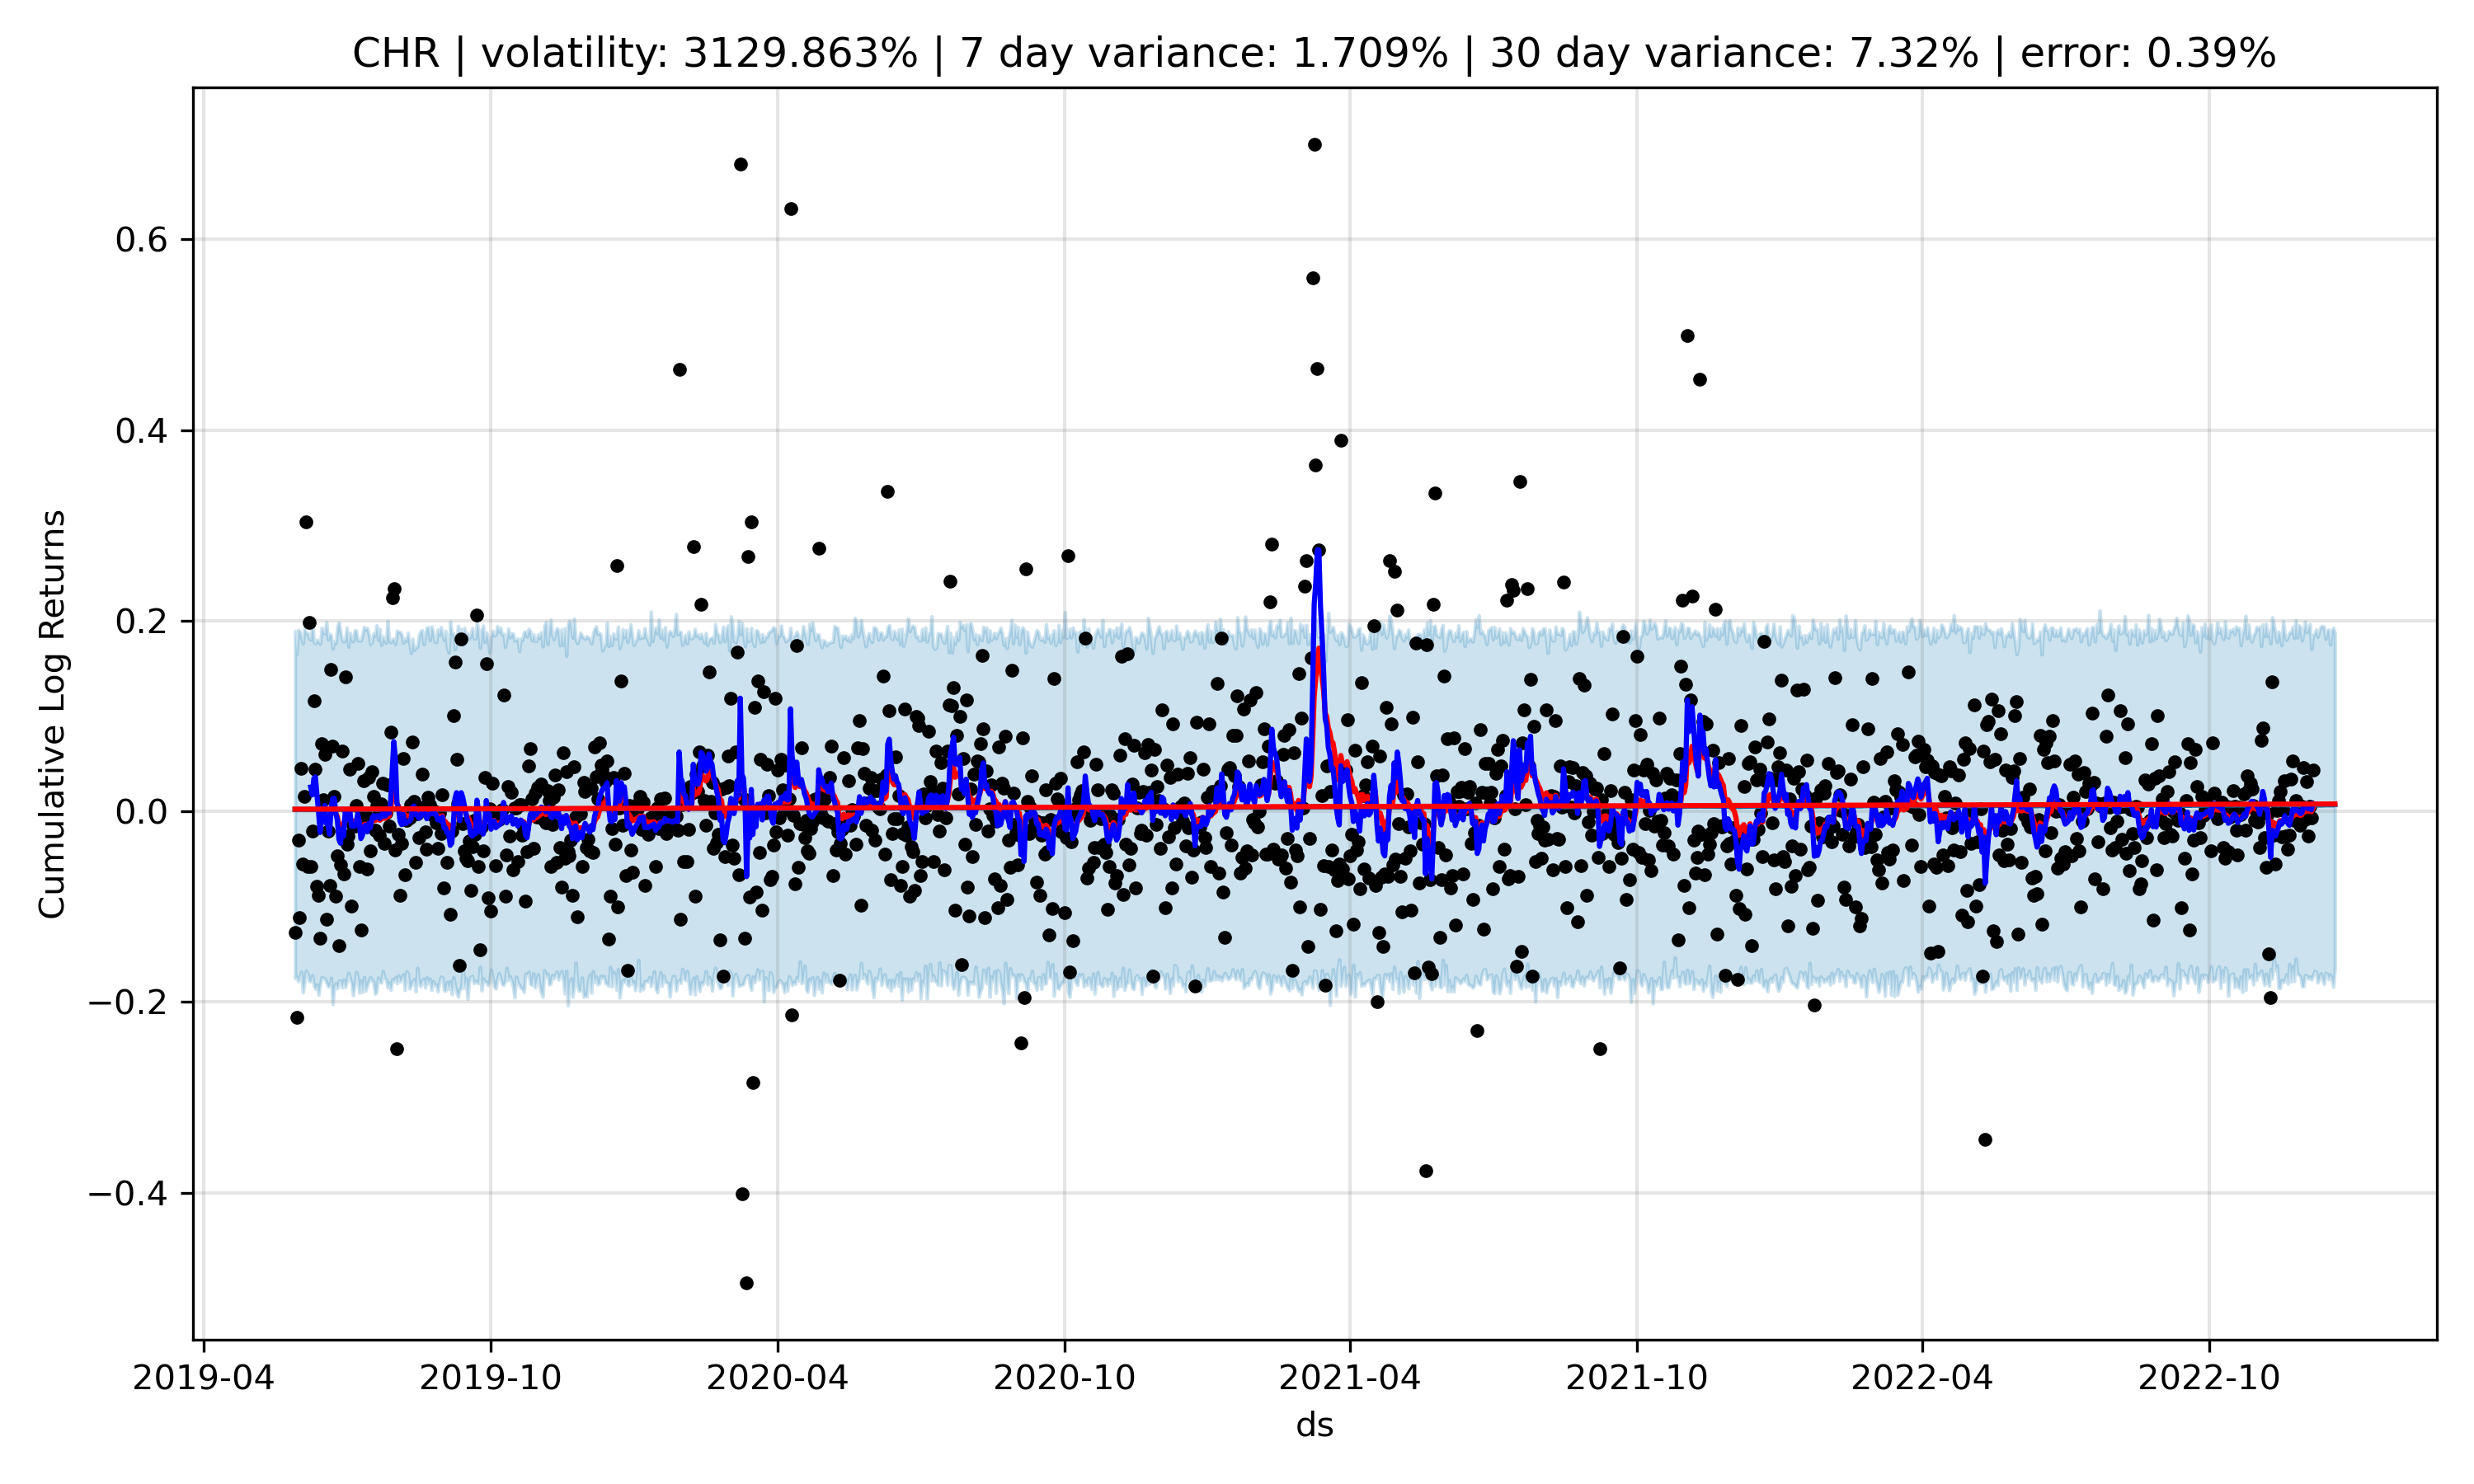 CHR | volatility: 3129.863% | 7 day variance: 1.709% | 30 day variance: 7.32% | error: 0.39%
Cumulative Log Returns
0.6
0.4
0.2
0.0
−0.2
−0.4
2019-04 2019-10 2020-04 2020-10 2021-04 2021-10 2022-04 2022-10
ds